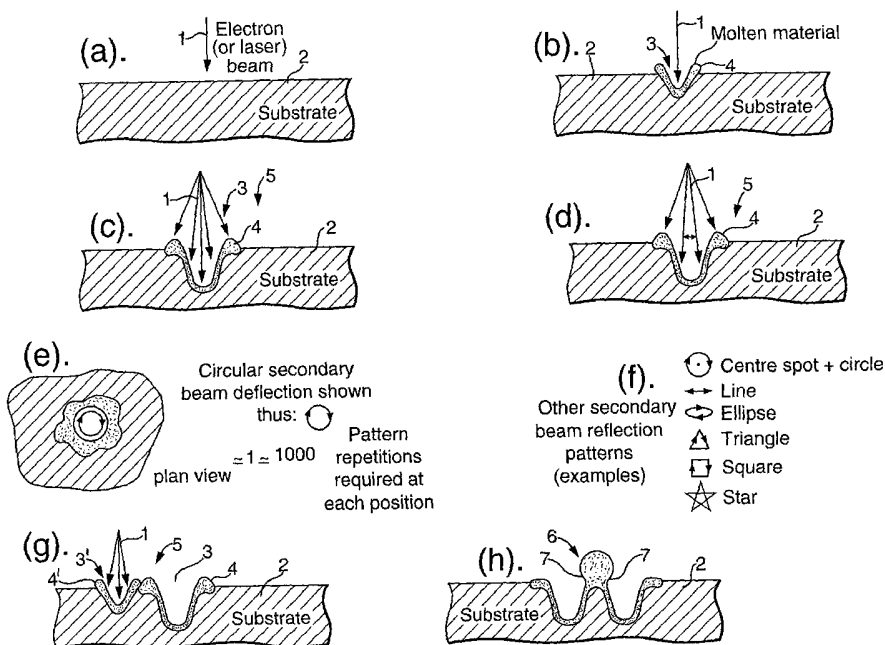 (a).
1
Electron
(or laser)
beam
2
Substrate
(b).
1
Molten material
2
3
4
Substrate
(c).
1
3
5
4
2
Substrate
(d).
1
5
4
2
Substrate
(e).
Circular secondary
beam deflection shown
thus:
plan view ≃1≃ 1000
Pattern
repetitions
required at
each position
(f).
Other secondary
beam reflection
patterns
(examples)
Centre spot + circle
Line
Ellipse
Triangle
Square
Star
(g).
1
5
3
3'
4'
4
2
Substrate
(h).
6
7
7
2
Substrate